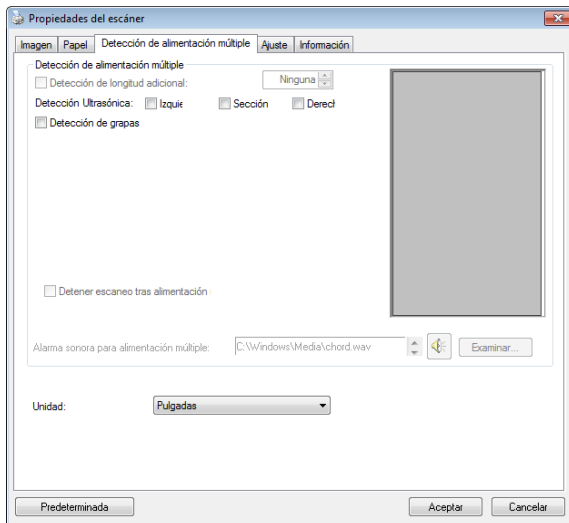 Propiedades del escáner
Imagen Papel Detección de alimentación múltiple Ajuste Información
Detección de alimentación múltiple
Detección de longitud adicional: Ninguna
Detección Ultrasónica: Izquie Sección Derech
Detección de grapas
Detener escaneo tras alimentación
Alarma sonora para alimentación múltiple: C:\Windows\Media\chord.wav Examinar...
Unidad: Pulgadas
Predeterminada Aceptar Cancelar